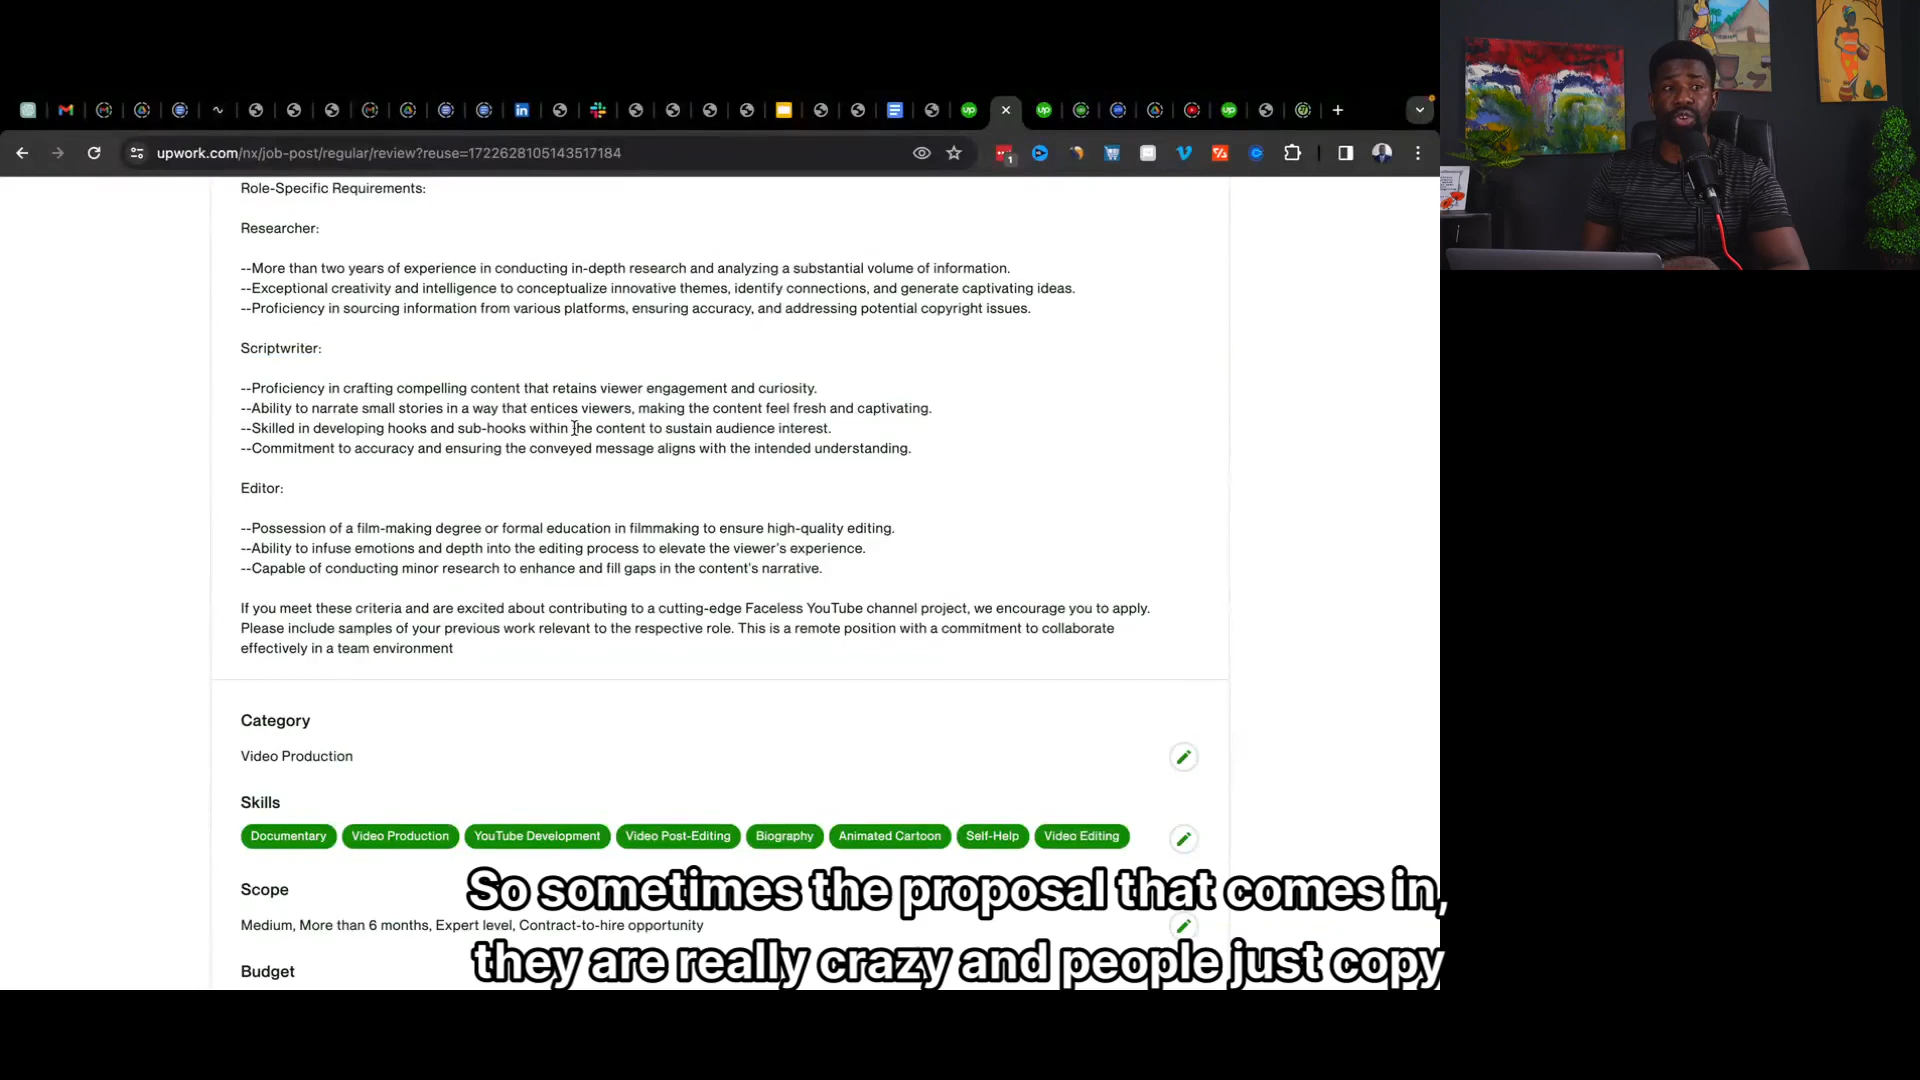 upwork.com/nx/job-post/regular/review?reuse=1722628105143517184
Role-Specific Requirements:
Researcher:
--More than two years of experience in conducting in-depth research and analyzing a substantial volume of information.
--Exceptional creativity and intelligence to conceptualize innovative themes, identify connections, and generate captivating ideas.
--Proficiency in sourcing information from various platforms, ensuring accuracy, and addressing potential copyright issues.
Scriptwriter:
--Proficiency in crafting compelling content that retains viewer engagement and curiosity.
--Ability to narrate small stories in a way that entices viewers, making the content feel fresh and captivating.
--Skilled in developing hooks and sub-hooks within the content to sustain audience interest.
--Commitment to accuracy and ensuring the conveyed message aligns with the intended understanding.
Editor:
--Possession of a film-making degree or formal education in filmmaking to ensure high-quality editing.
--Ability to infuse emotions and depth into the editing process to elevate the viewer's experience.
--Capable of conducting minor research to enhance and fill gaps in the content's narrative.
If you meet these criteria and are excited about contributing to a cutting-edge Faceless YouTube channel project, we encourage you to apply.
Please include samples of your previous work relevant to the respective role. This is a remote position with a commitment to collaborate
effectively in a team environment
Category
Video Production
Skills
Documentary Video Production YouTube Development Video Post-Editing Biography Animated Cartoon Self-Help Video Editing
Scope
Medium, More than 6 months, Expert level, Contract-to-hire opportunity
Budget
So sometimes the proposal that comes in,
they are really crazy and people just copy